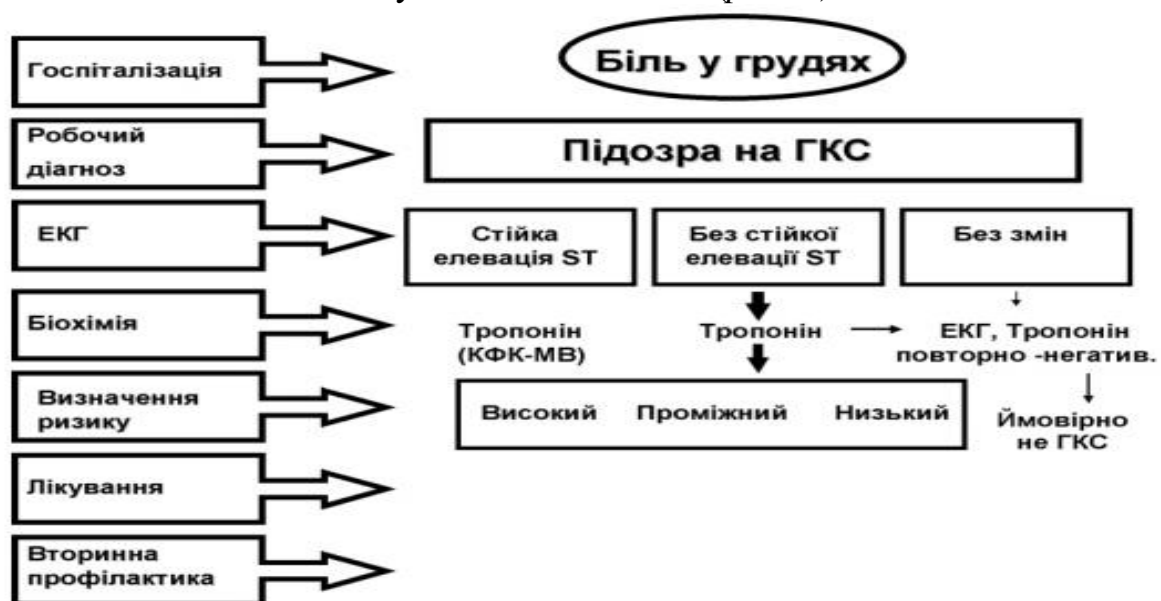 Госпіталізація
Біль у грудях
Робочий
діагноз
Підозра на ГКС
ЕКГ
Стійка
елевація ST
Без стійкої
елевації ST
Без змін
Біохімія
Тропонін
(КФК-МВ)
Тропонін
ЕКГ, Тропонін
повторно -негатив.
Визначення
ризику
Високий Проміжний Низький
Ймовірно
не ГКС
Лікування
Вторинна
профілактика